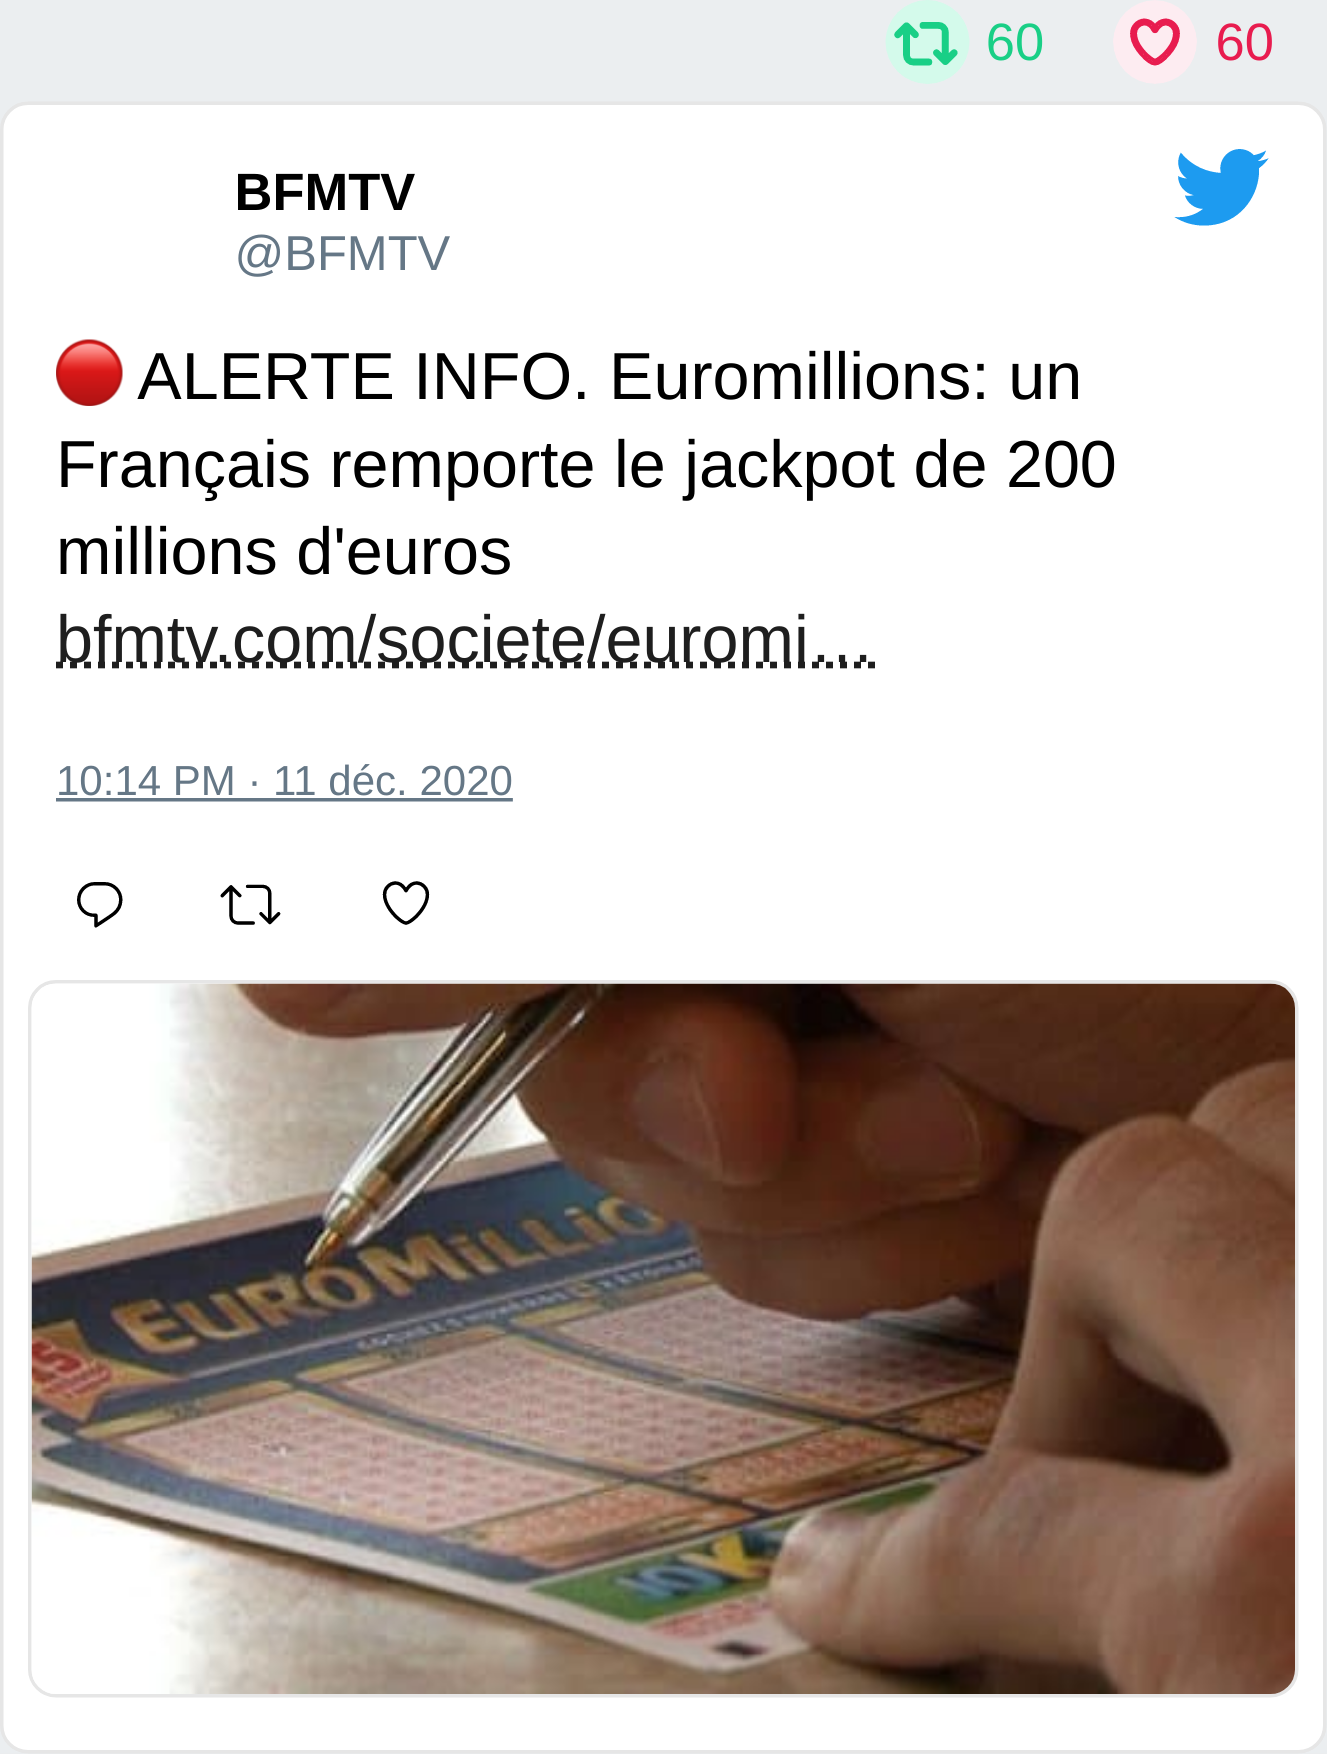 60 60
BFMTV
@BFMTV
🔴 ALERTE INFO. Euromillions: un
Français remporte le jackpot de 200
millions d'euros
bfmtv.com/societe/euromi…
10:14 PM · 11 déc. 2020
EUROMILLIO
JOK